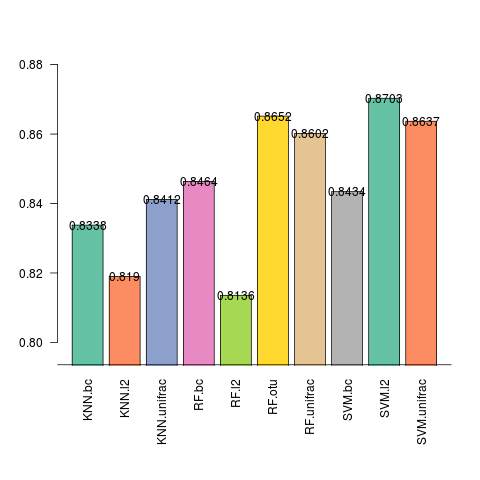 0.88
0.86
0.84
0.82
0.80
0.8338
0.819
0.8412
0.8464
0.8136
0.8652
0.8602
0.8434
0.8703
0.8637
KNN.bc
KNN.l2
KNN.unifrac
RF.bc
RF.l2
RF.otu
RF.unifrac
SVM.bc
SVM.l2
SVM.unifrac